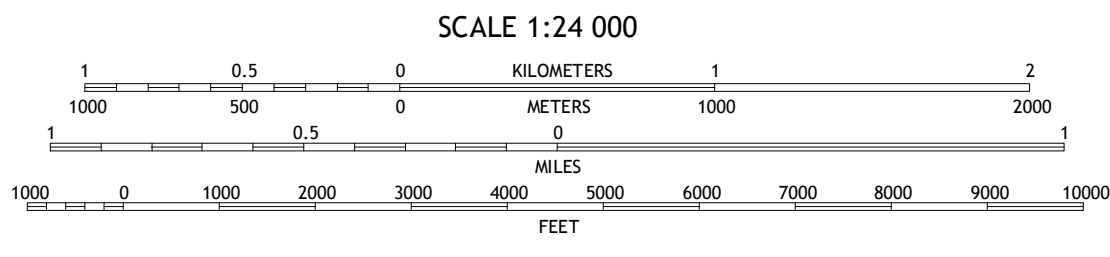 SCALE 1:24 000
1 0.5 0 KILOMETERS 1 2
1000 500 0 METERS 1000 2000
1 0.5 0 1
MILES
1000 0 1000 2000 3000 4000 5000 6000 7000 8000 9000 10000
FEET